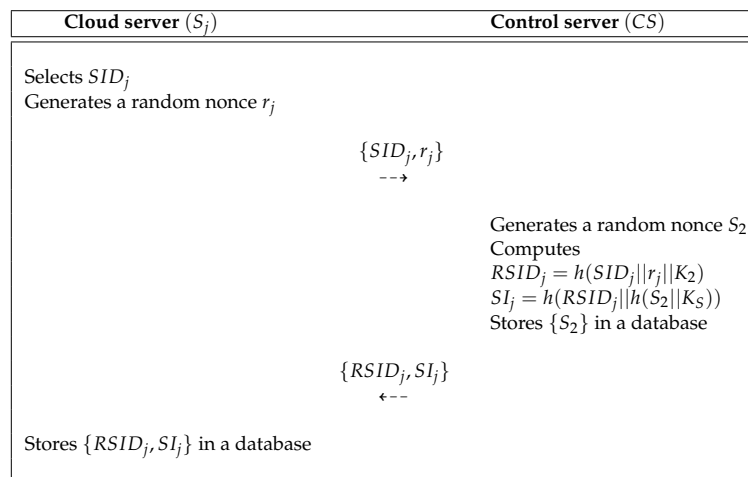 Cloud server (S_j) Control server (CS)
Selects SID_j
Generates a random nonce r_j
{SID_j, r_j}
⇢
Generates a random nonce S_2
Computes
RSID_j = h(SID_j||r_j||K_2)
SI_j = h(RSID_j||h(S_2||K_S))
Stores {S_2} in a database
{RSID_j, SI_j}
⇠
Stores {RSID_j, SI_j} in a database